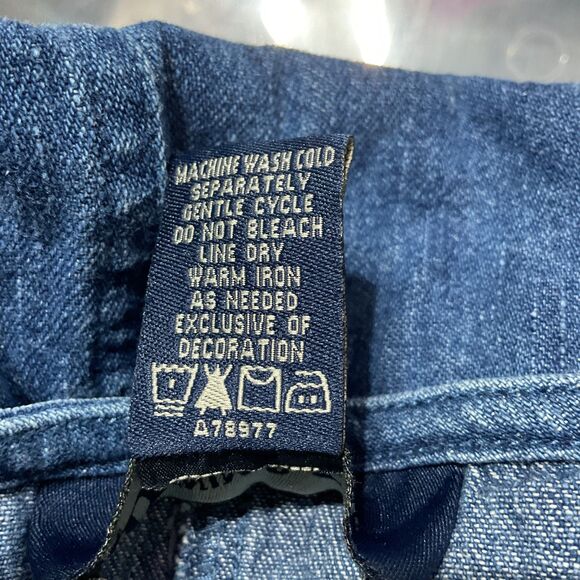 MACHINE WASH COLD
SEPARATELY
GENTLE CYCLE
DO NOT BLEACH
LINE DRY
WARM IRON
AS NEEDED
EXCLUSIVE OF
DECORATION
A78977